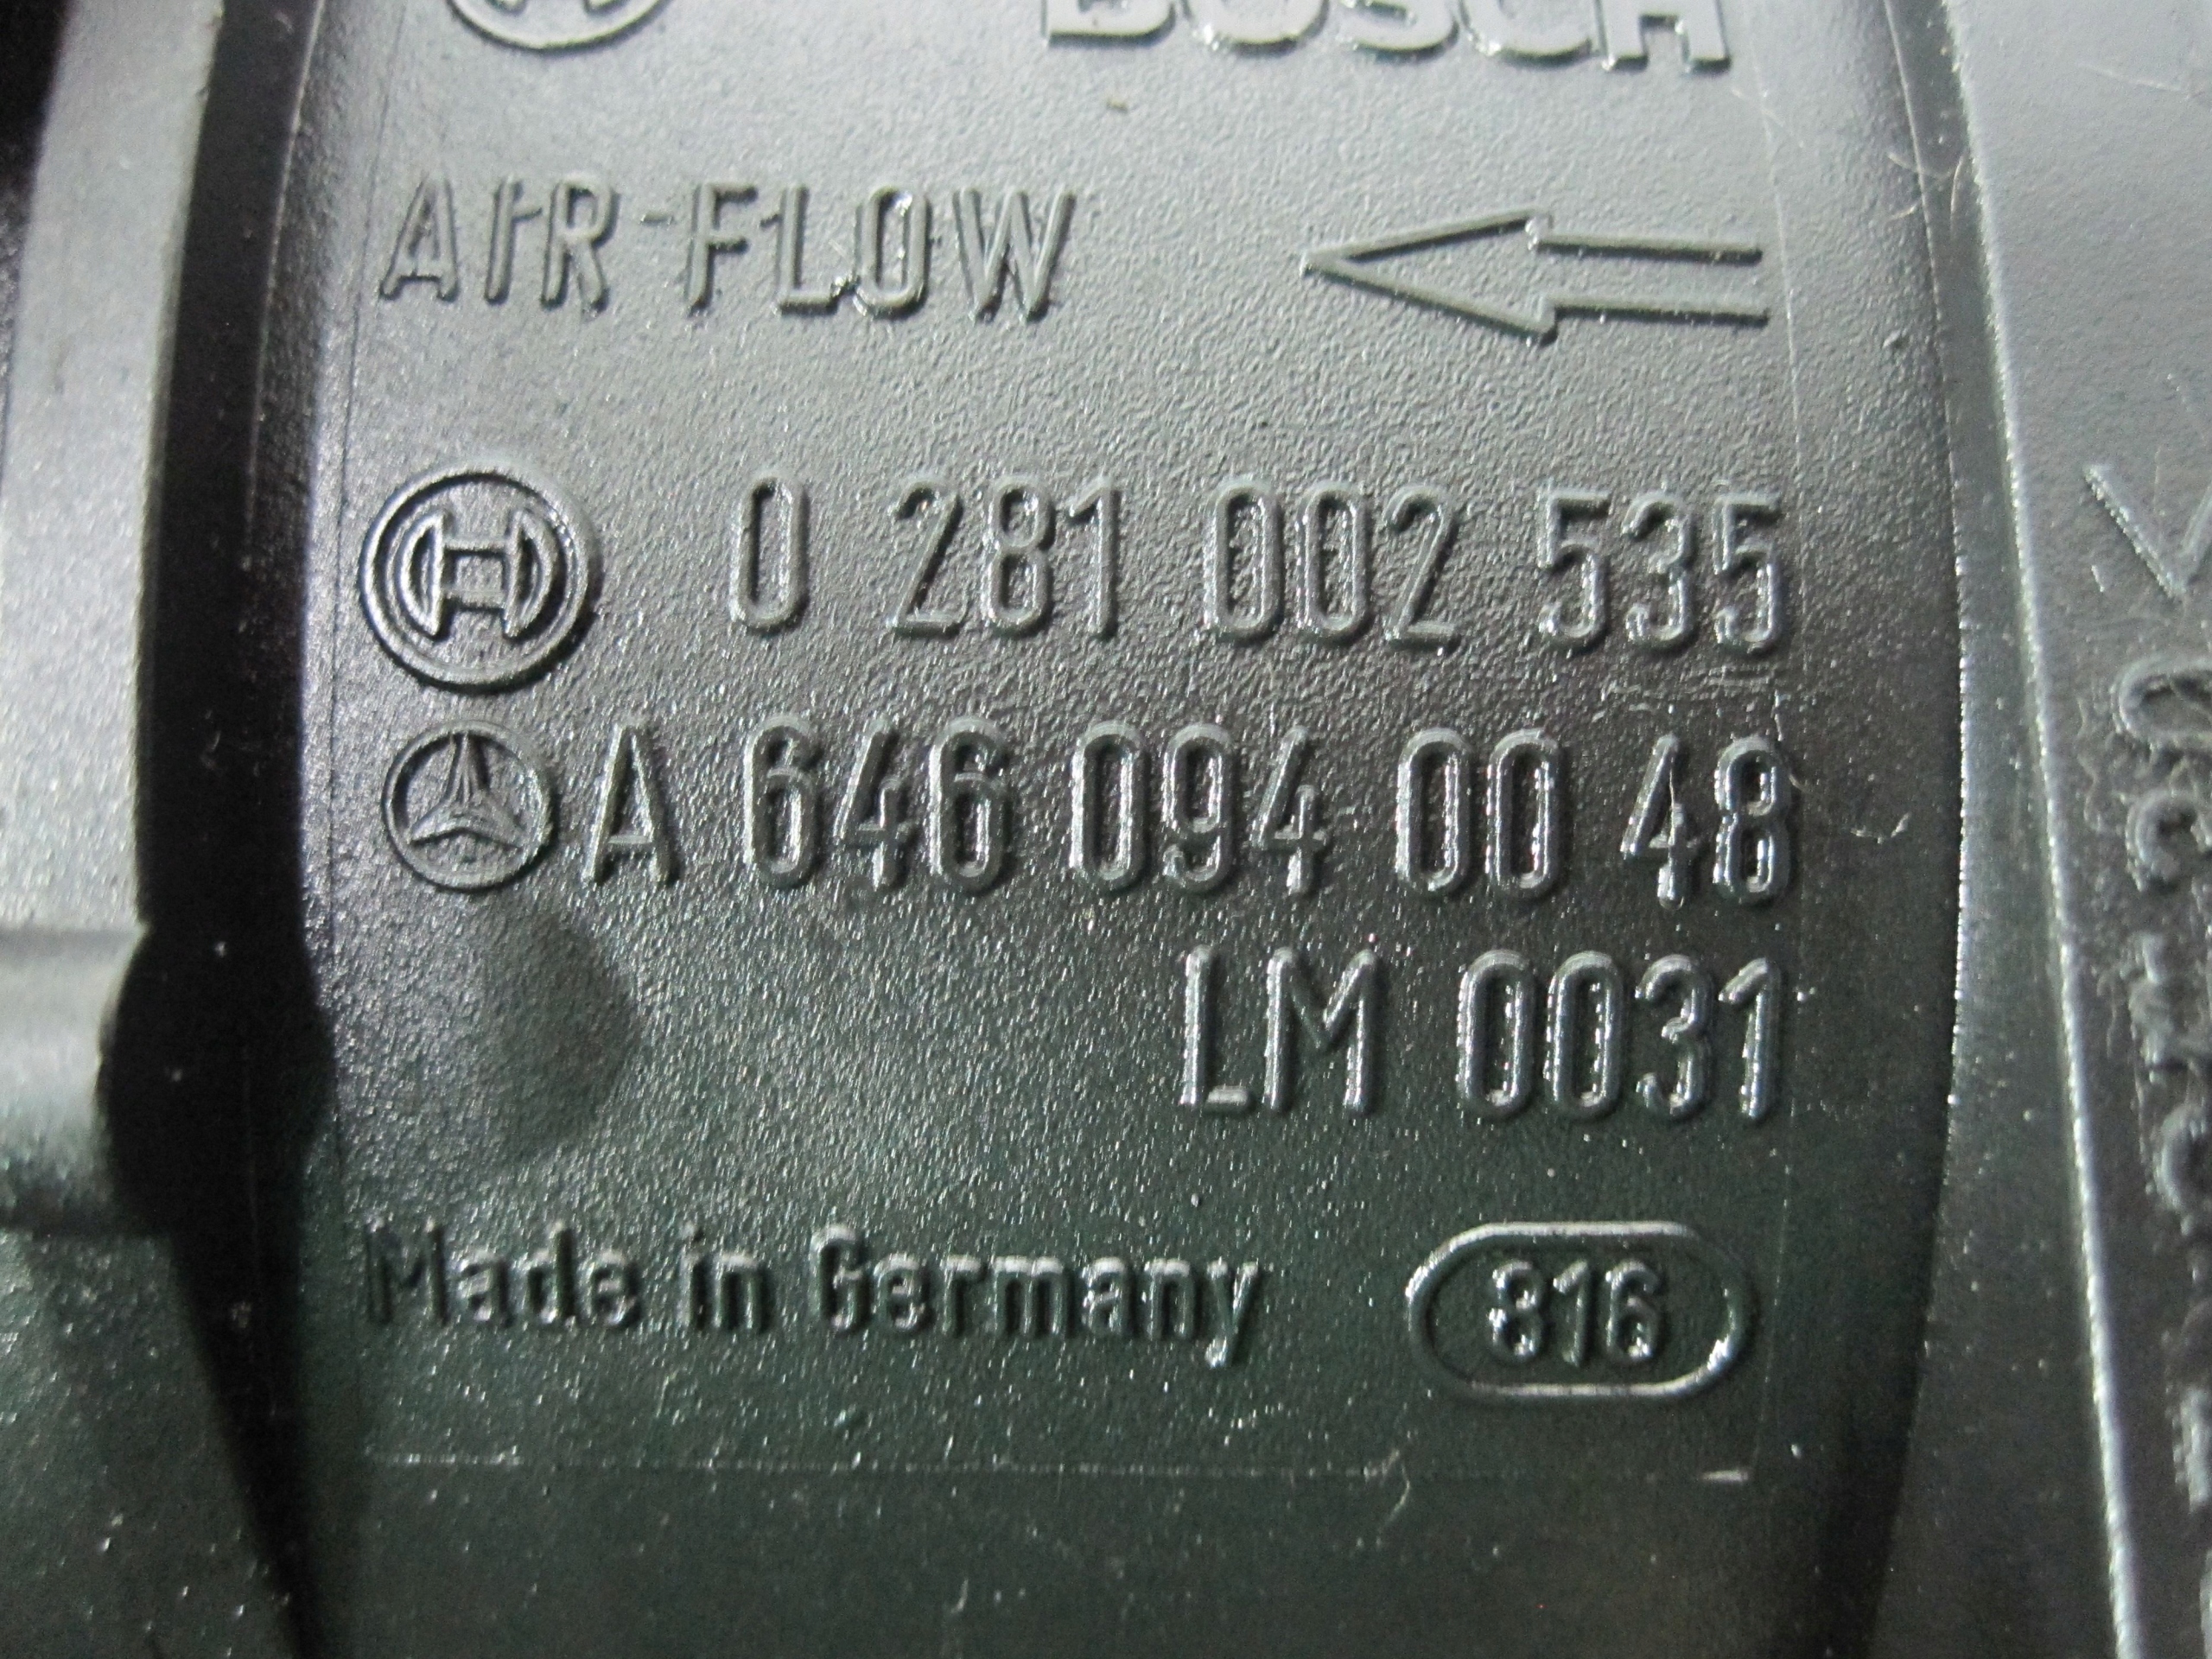 BOSCH
AIR FLOW
0 281 002 535
A 646 094 00 48
LM 0031
Made in Germany 816